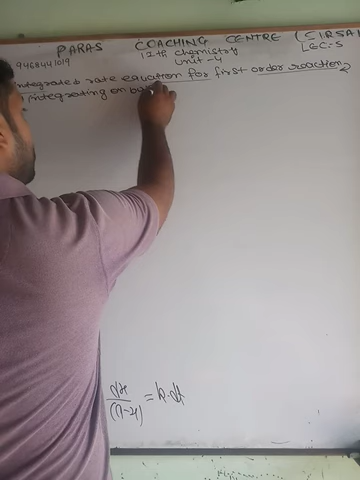 PARAS COACHING CENTRE (SIRSA)
9468441019 12th Chemistry LEC-5
Unit-4
Integrated rate equation for first order reaction
integrating on both
dx/(a-x) = k.dt